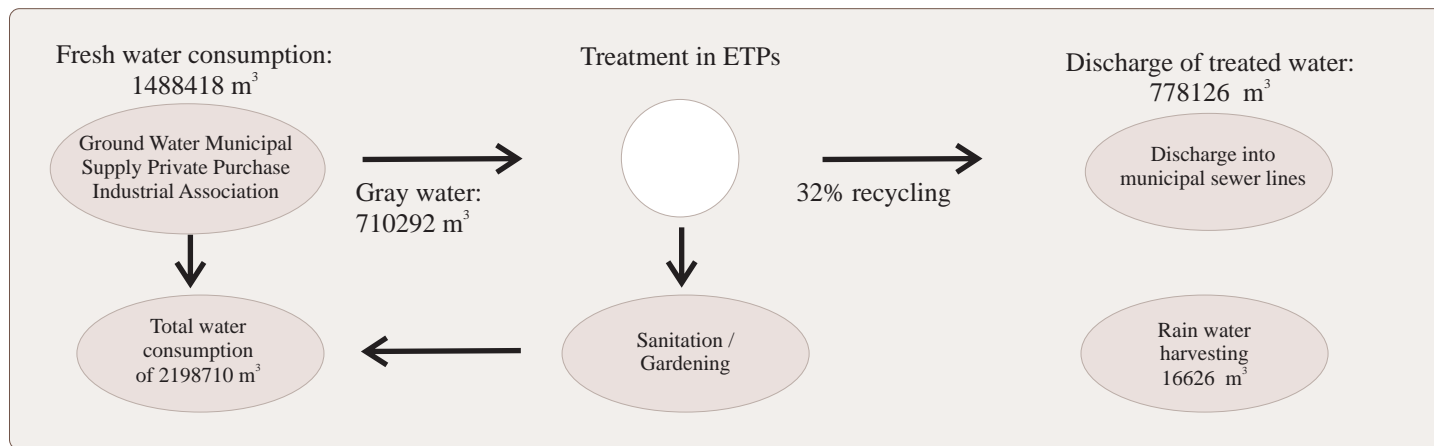 Fresh water consumption:
1488418 m³
Ground Water Municipal
Supply Private Purchase
Industrial Association
Gray water:
710292 m³
Treatment in ETPs
32% recycling
Discharge of treated water:
778126 m³
Discharge into
municipal sewer lines
Total water
consumption
of 2198710 m³
Sanitation /
Gardening
Rain water
harvesting
16626 m³